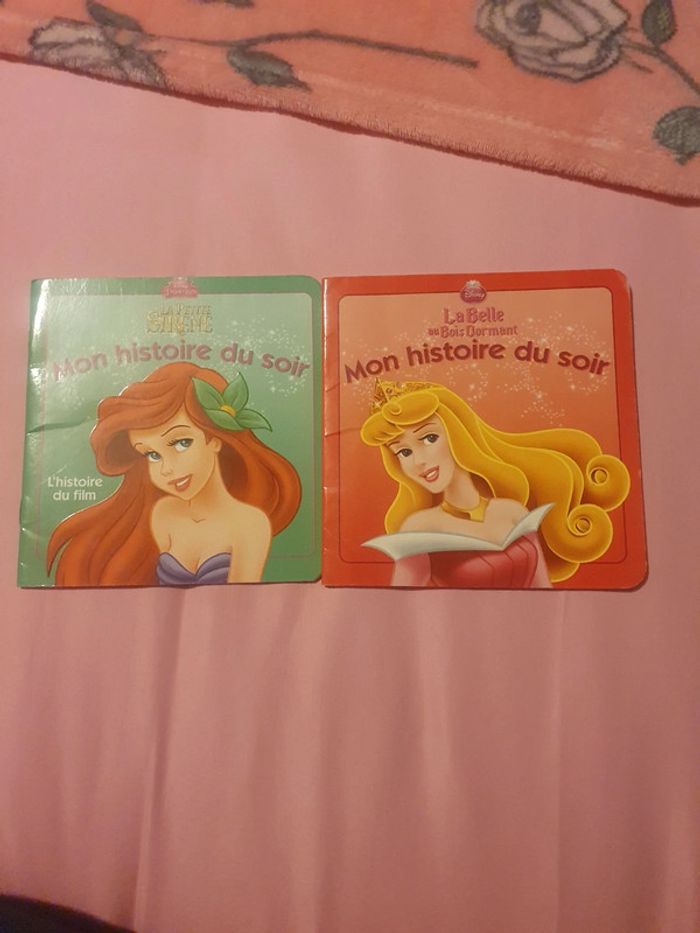 LA PETITE
SIRÈNE
Mon histoire du soir
L'histoire
du film
Disney
La Belle
au Bois Dormant
Mon histoire du soir